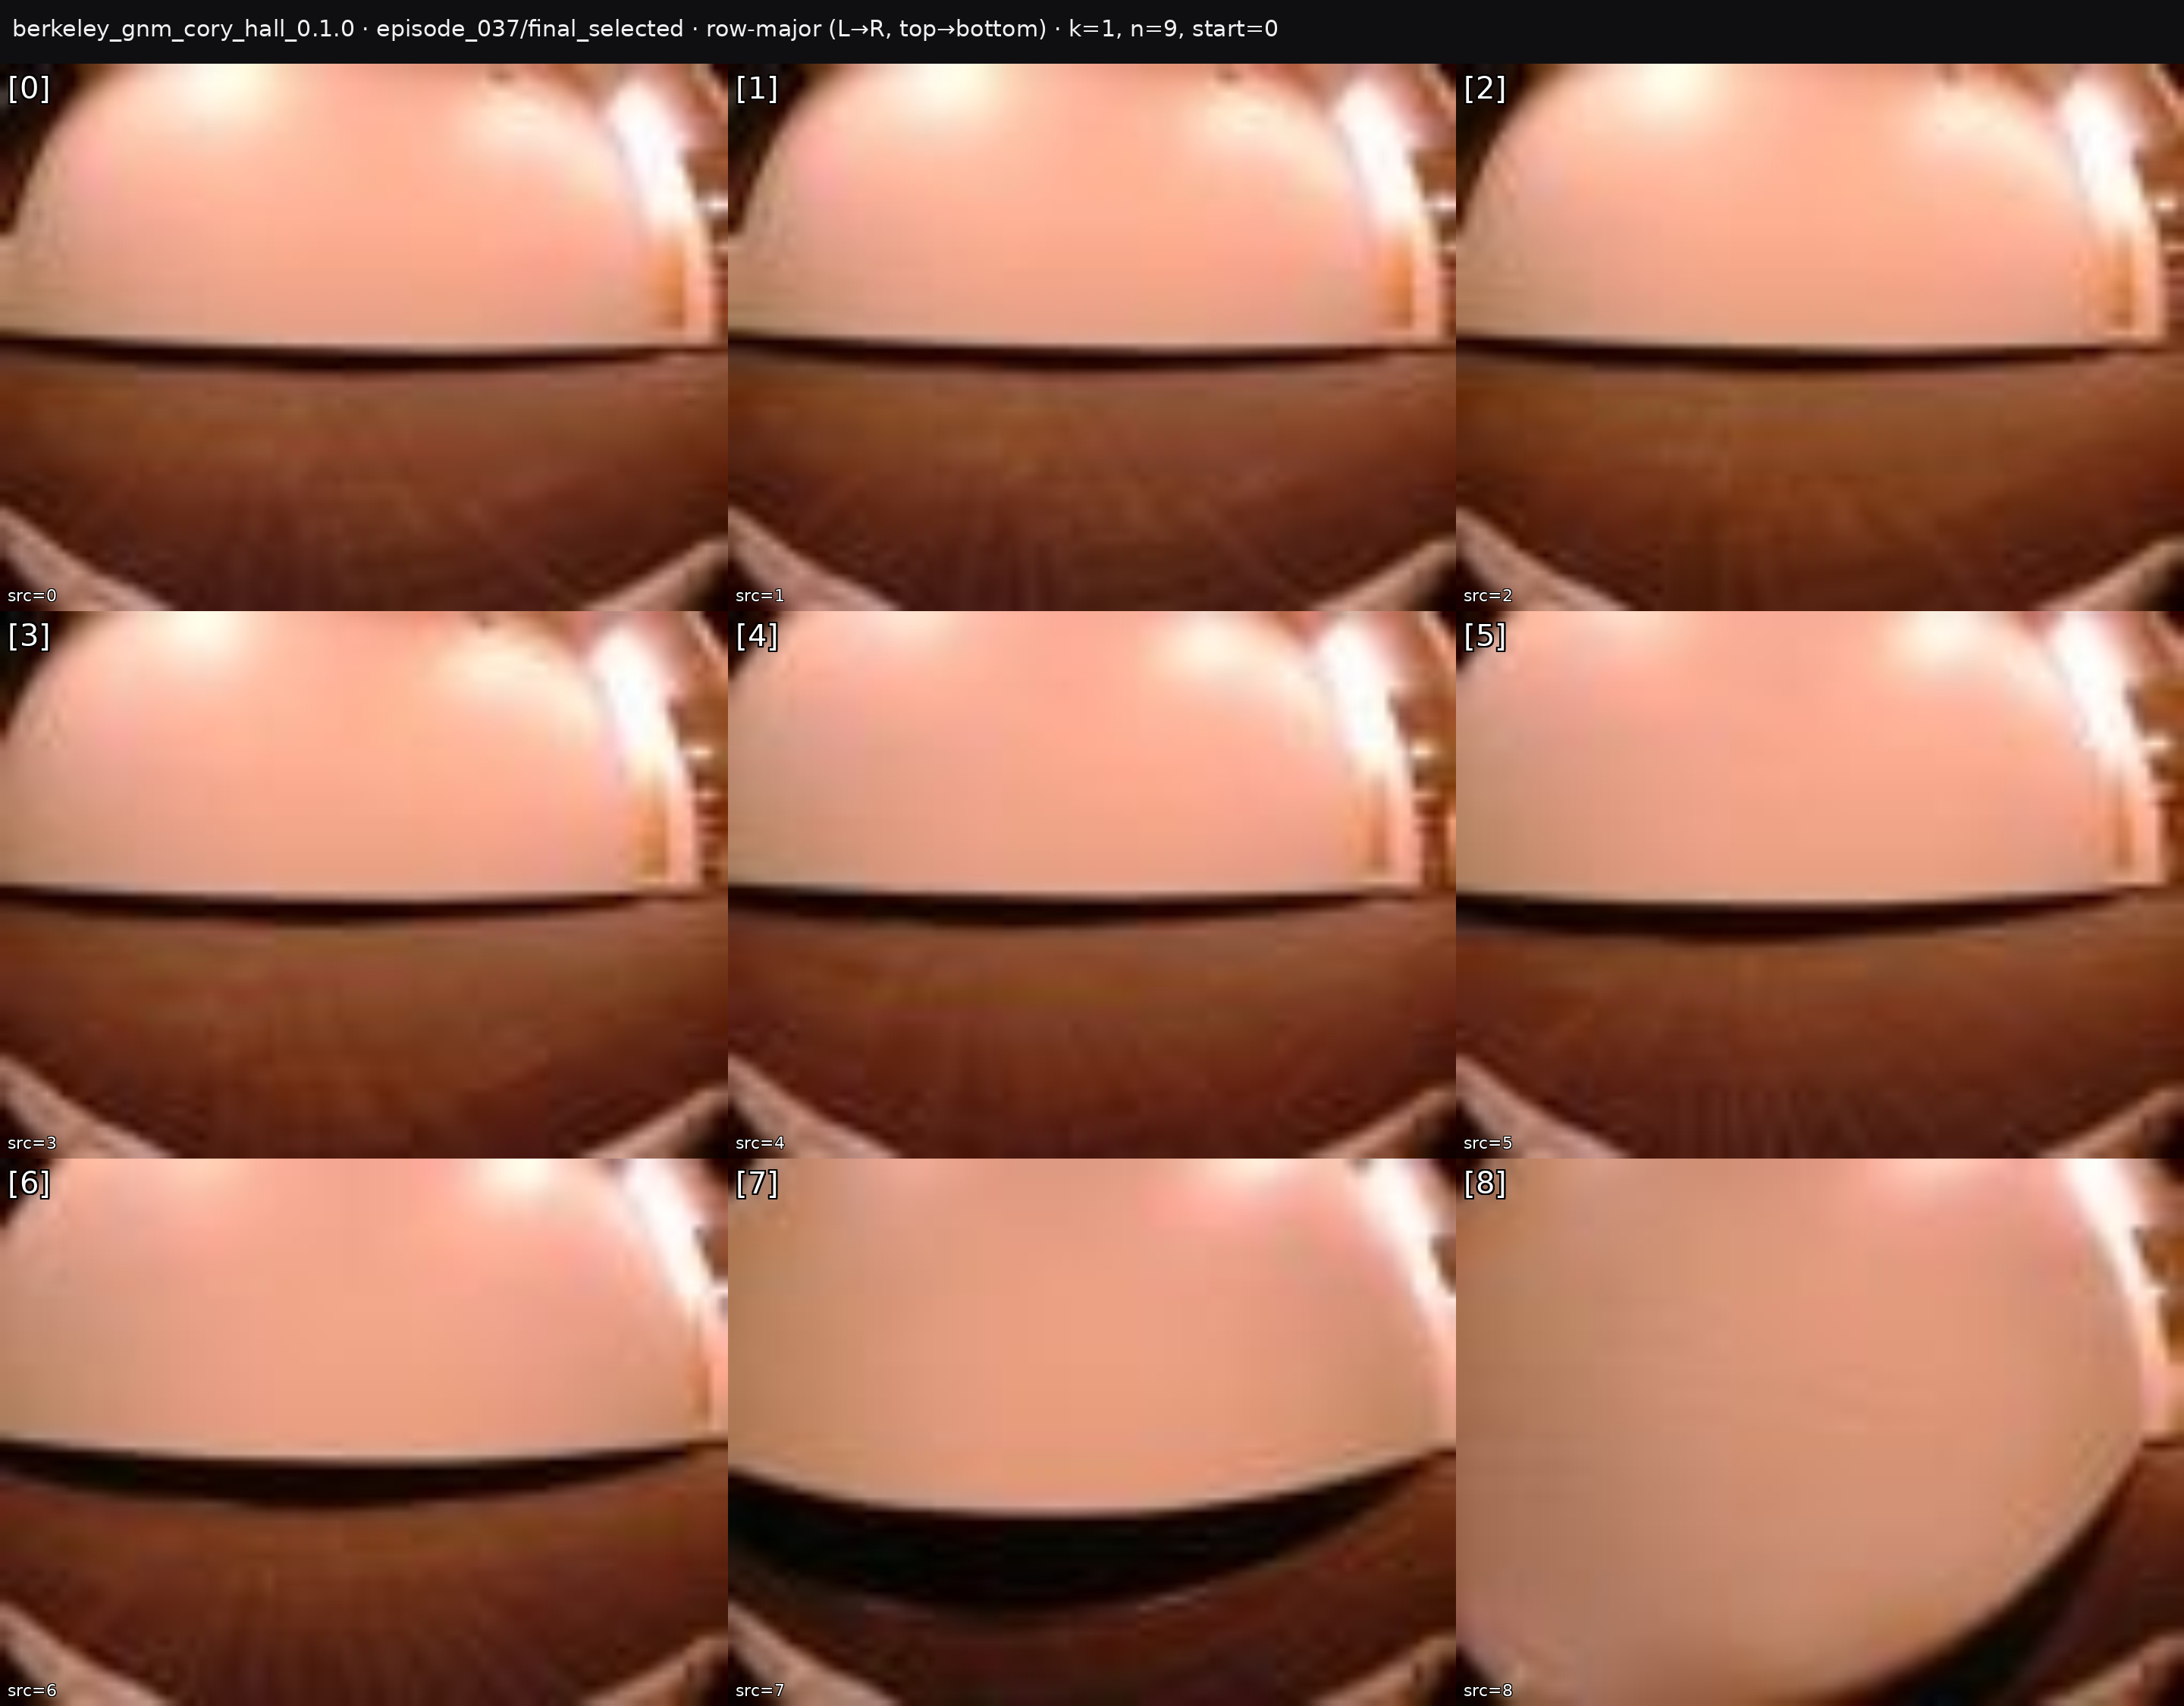 berkeley_gnm_cory_hall_0.1.0 · episode_037/final_selected · row-major (L→R, top→bottom) · k=1, n=9, start=0
[0]
[1]
[2]
src=0
src=1
src=2
[3]
[4]
[5]
src=3
src=4
src=5
[6]
[7]
[8]
src=6
src=7
src=8